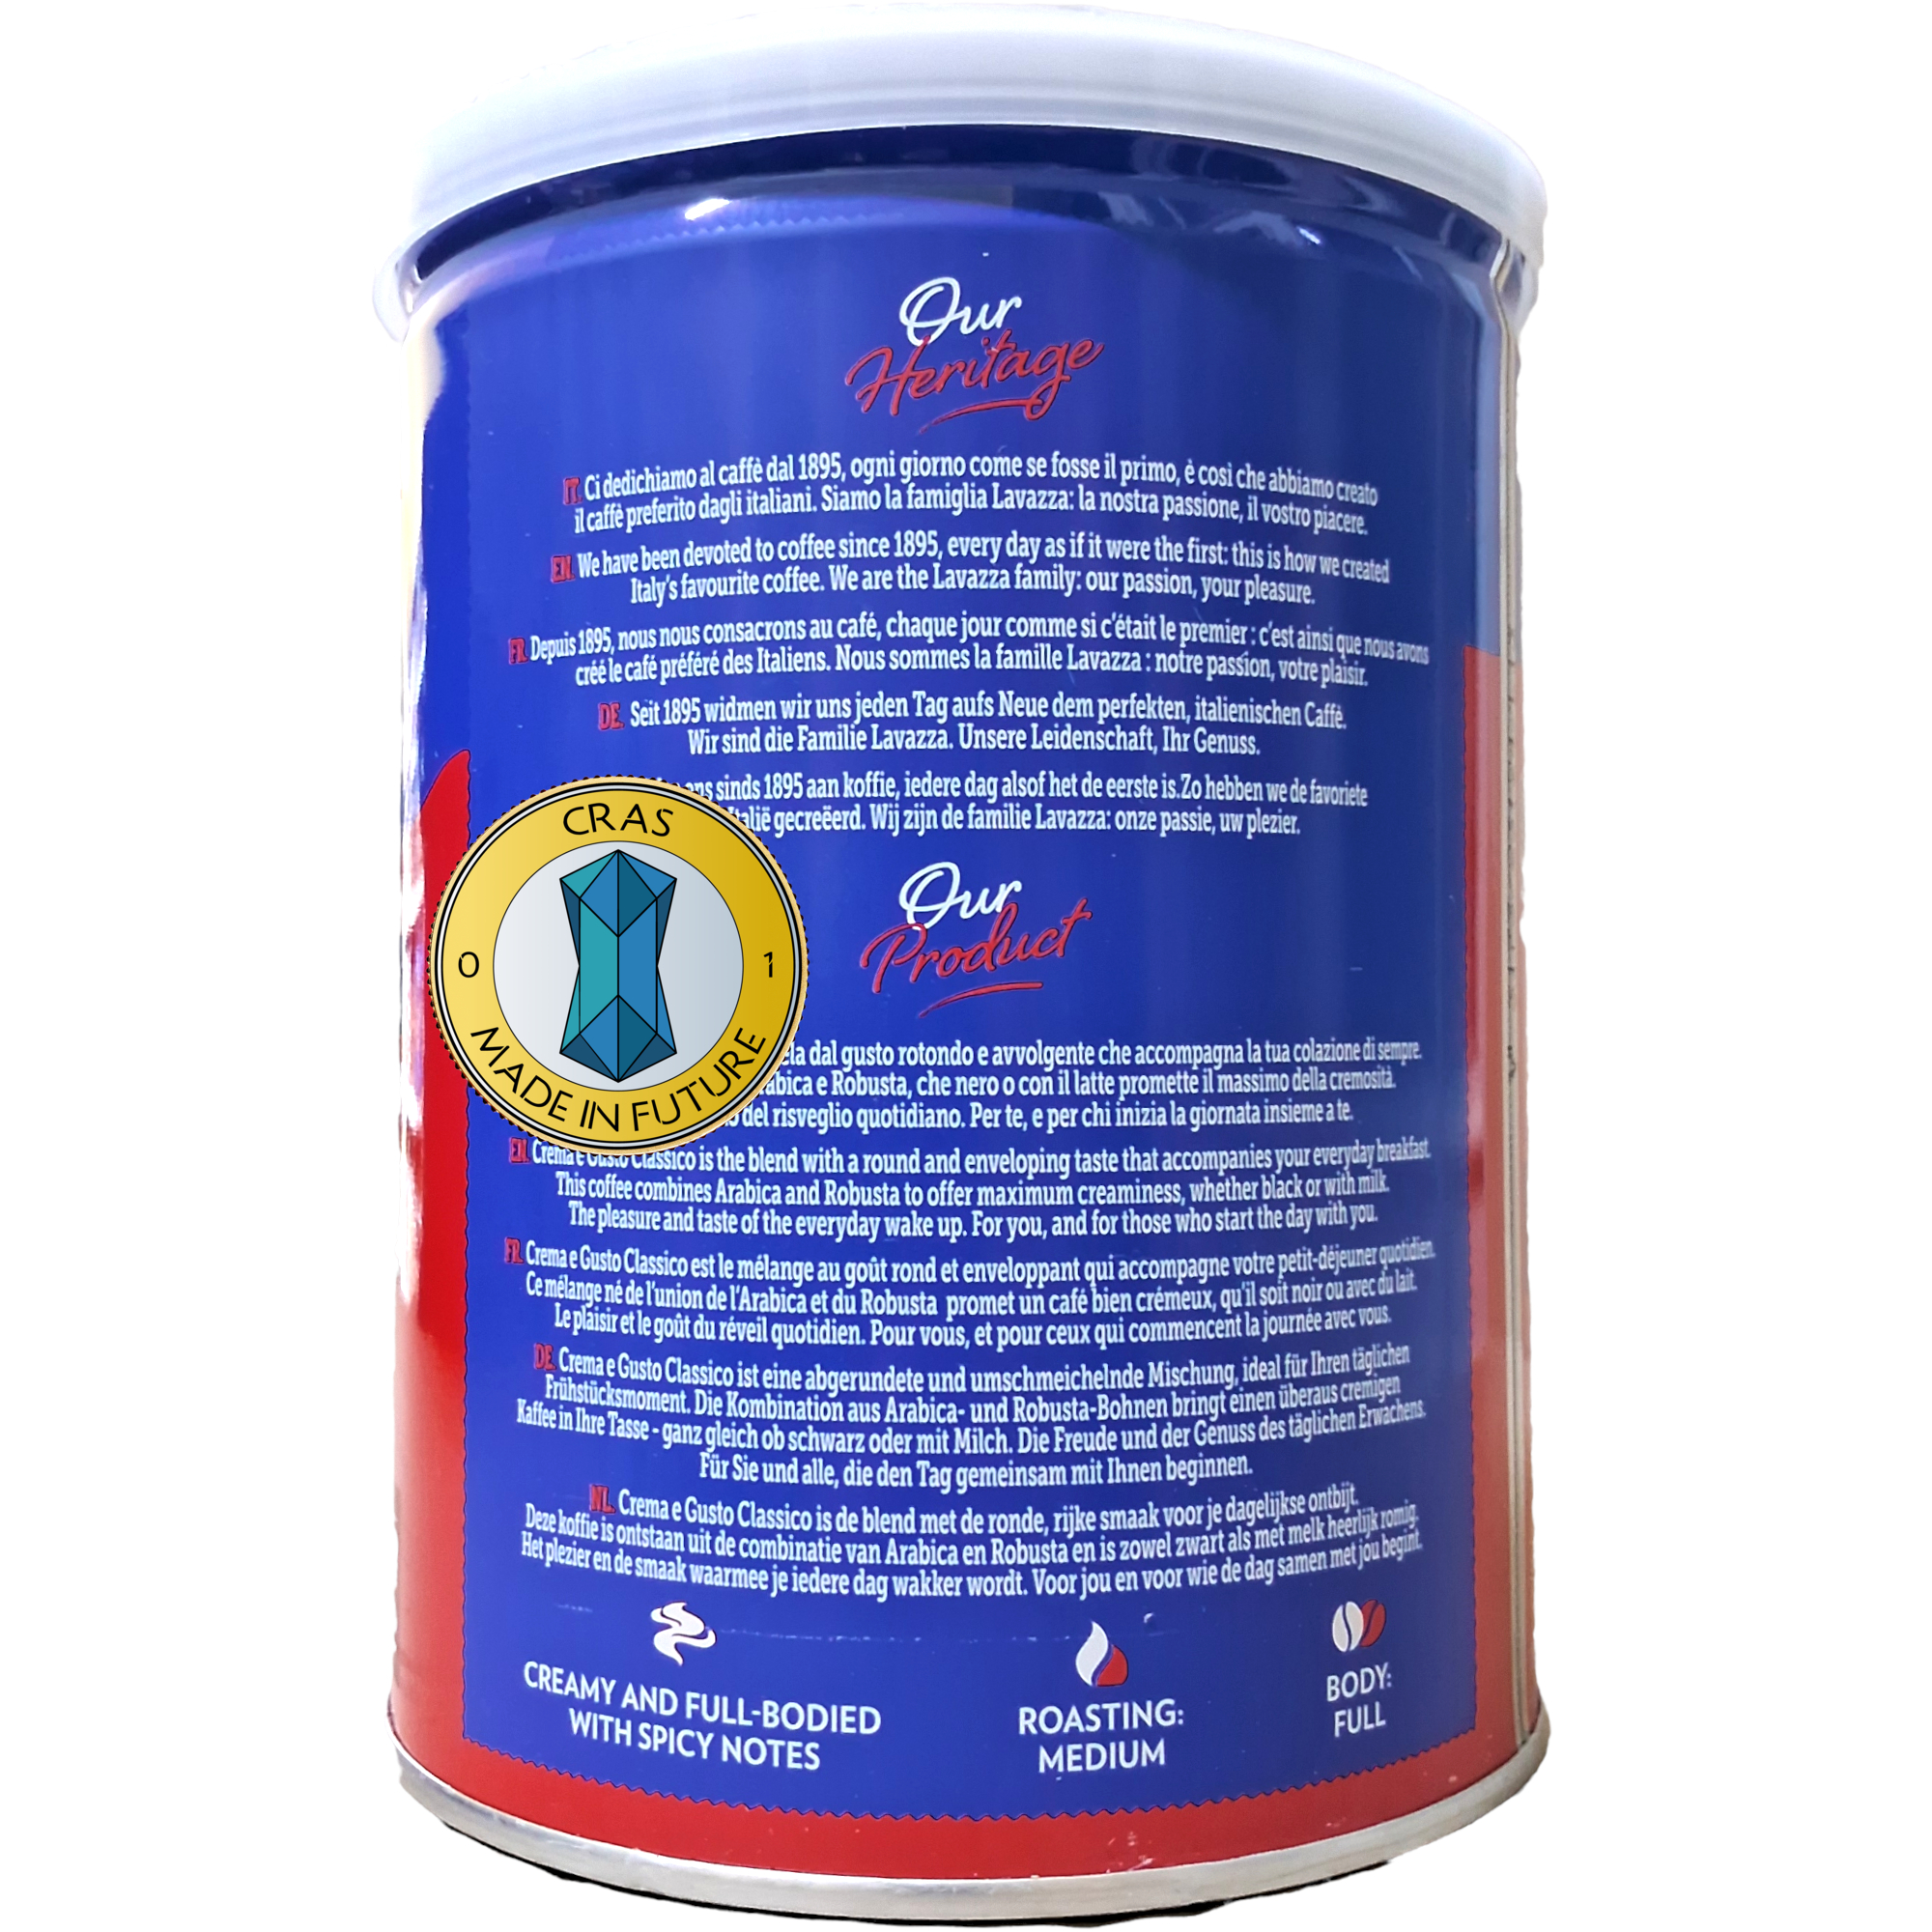 Our
Heritage
IT. Ci dedichiamo al caffè dal 1895, ogni giorno come se fosse il primo, è così che abbiamo creato
il caffè preferito dagli italiani. Siamo la famiglia Lavazza: la nostra passione, il vostro piacere.
EN. We have been devoted to coffee since 1895, every day as if it were the first: this is how we created
Italy's favourite coffee. We are the Lavazza family: our passion, your pleasure.
FR. Depuis 1895, nous nous consacrons au café, chaque jour comme si c'était le premier : c'est ainsi que nous avons
créé le café préféré des Italiens. Nous sommes la famille Lavazza : notre passion, votre plaisir.
DE. Seit 1895 widmen wir uns jeden Tag aufs Neue dem perfekten, italienischen Caffè.
Wir sind die Familie Lavazza. Unsere Leidenschaft, Ihr Genuss.
ons sinds 1895 aan koffie, iedere dag alsof het de eerste is. Zo hebben we de favoriete
Italië gecreëerd. Wij zijn de familie Lavazza: onze passie, uw plezier.
CRAS
0 1
MADE IN FUTURE
Our
Product
dal gusto rotondo e avvolgente che accompagna la tua colazione di sempre.
e Robusta, che nero o con il latte promette il massimo della cremosità.
del risveglio quotidiano. Per te, e per chi inizia la giornata insieme a te.
EN. Crema e Gusto Classico is the blend with a round and enveloping taste that accompanies your everyday breakfast.
This coffee combines Arabica and Robusta to offer maximum creaminess, whether black or with milk.
The pleasure and taste of the everyday wake up. For you, and for those who start the day with you.
FR. Crema e Gusto Classico est le mélange au goût rond et enveloppant qui accompagne votre petit-déjeuner quotidien.
Ce mélange né de l'union de l'Arabica et du Robusta promet un café bien crémeux, qu'il soit noir ou avec du lait.
Le plaisir et le goût du réveil quotidien. Pour vous, et pour ceux qui commencent la journée avec vous.
DE. Crema e Gusto Classico ist eine abgerundete und umschmeichelnde Mischung, ideal für Ihren täglichen
Frühstücksmoment. Die Kombination aus Arabica- und Robusta-Bohnen bringt einen überaus cremigen
Kaffee in Ihre Tasse - ganz gleich ob schwarz oder mit Milch. Die Freude und der Genuss des täglichen Erwachens.
Für Sie und alle, die den Tag gemeinsam mit Ihnen beginnen.
NL. Crema e Gusto Classico is de blend met de ronde, rijke smaak voor je dagelijkse ontbijt.
Deze koffie is ontstaan uit de combinatie van Arabica en Robusta en is zowel zwart als met melk heerlijk romig.
Het plezier en de smaak waarmee je iedere dag wakker wordt. Voor jou en voor wie de dag samen met jou begint.
CREAMY AND FULL-BODIED
WITH SPICY NOTES
ROASTING:
MEDIUM
BODY:
FULL